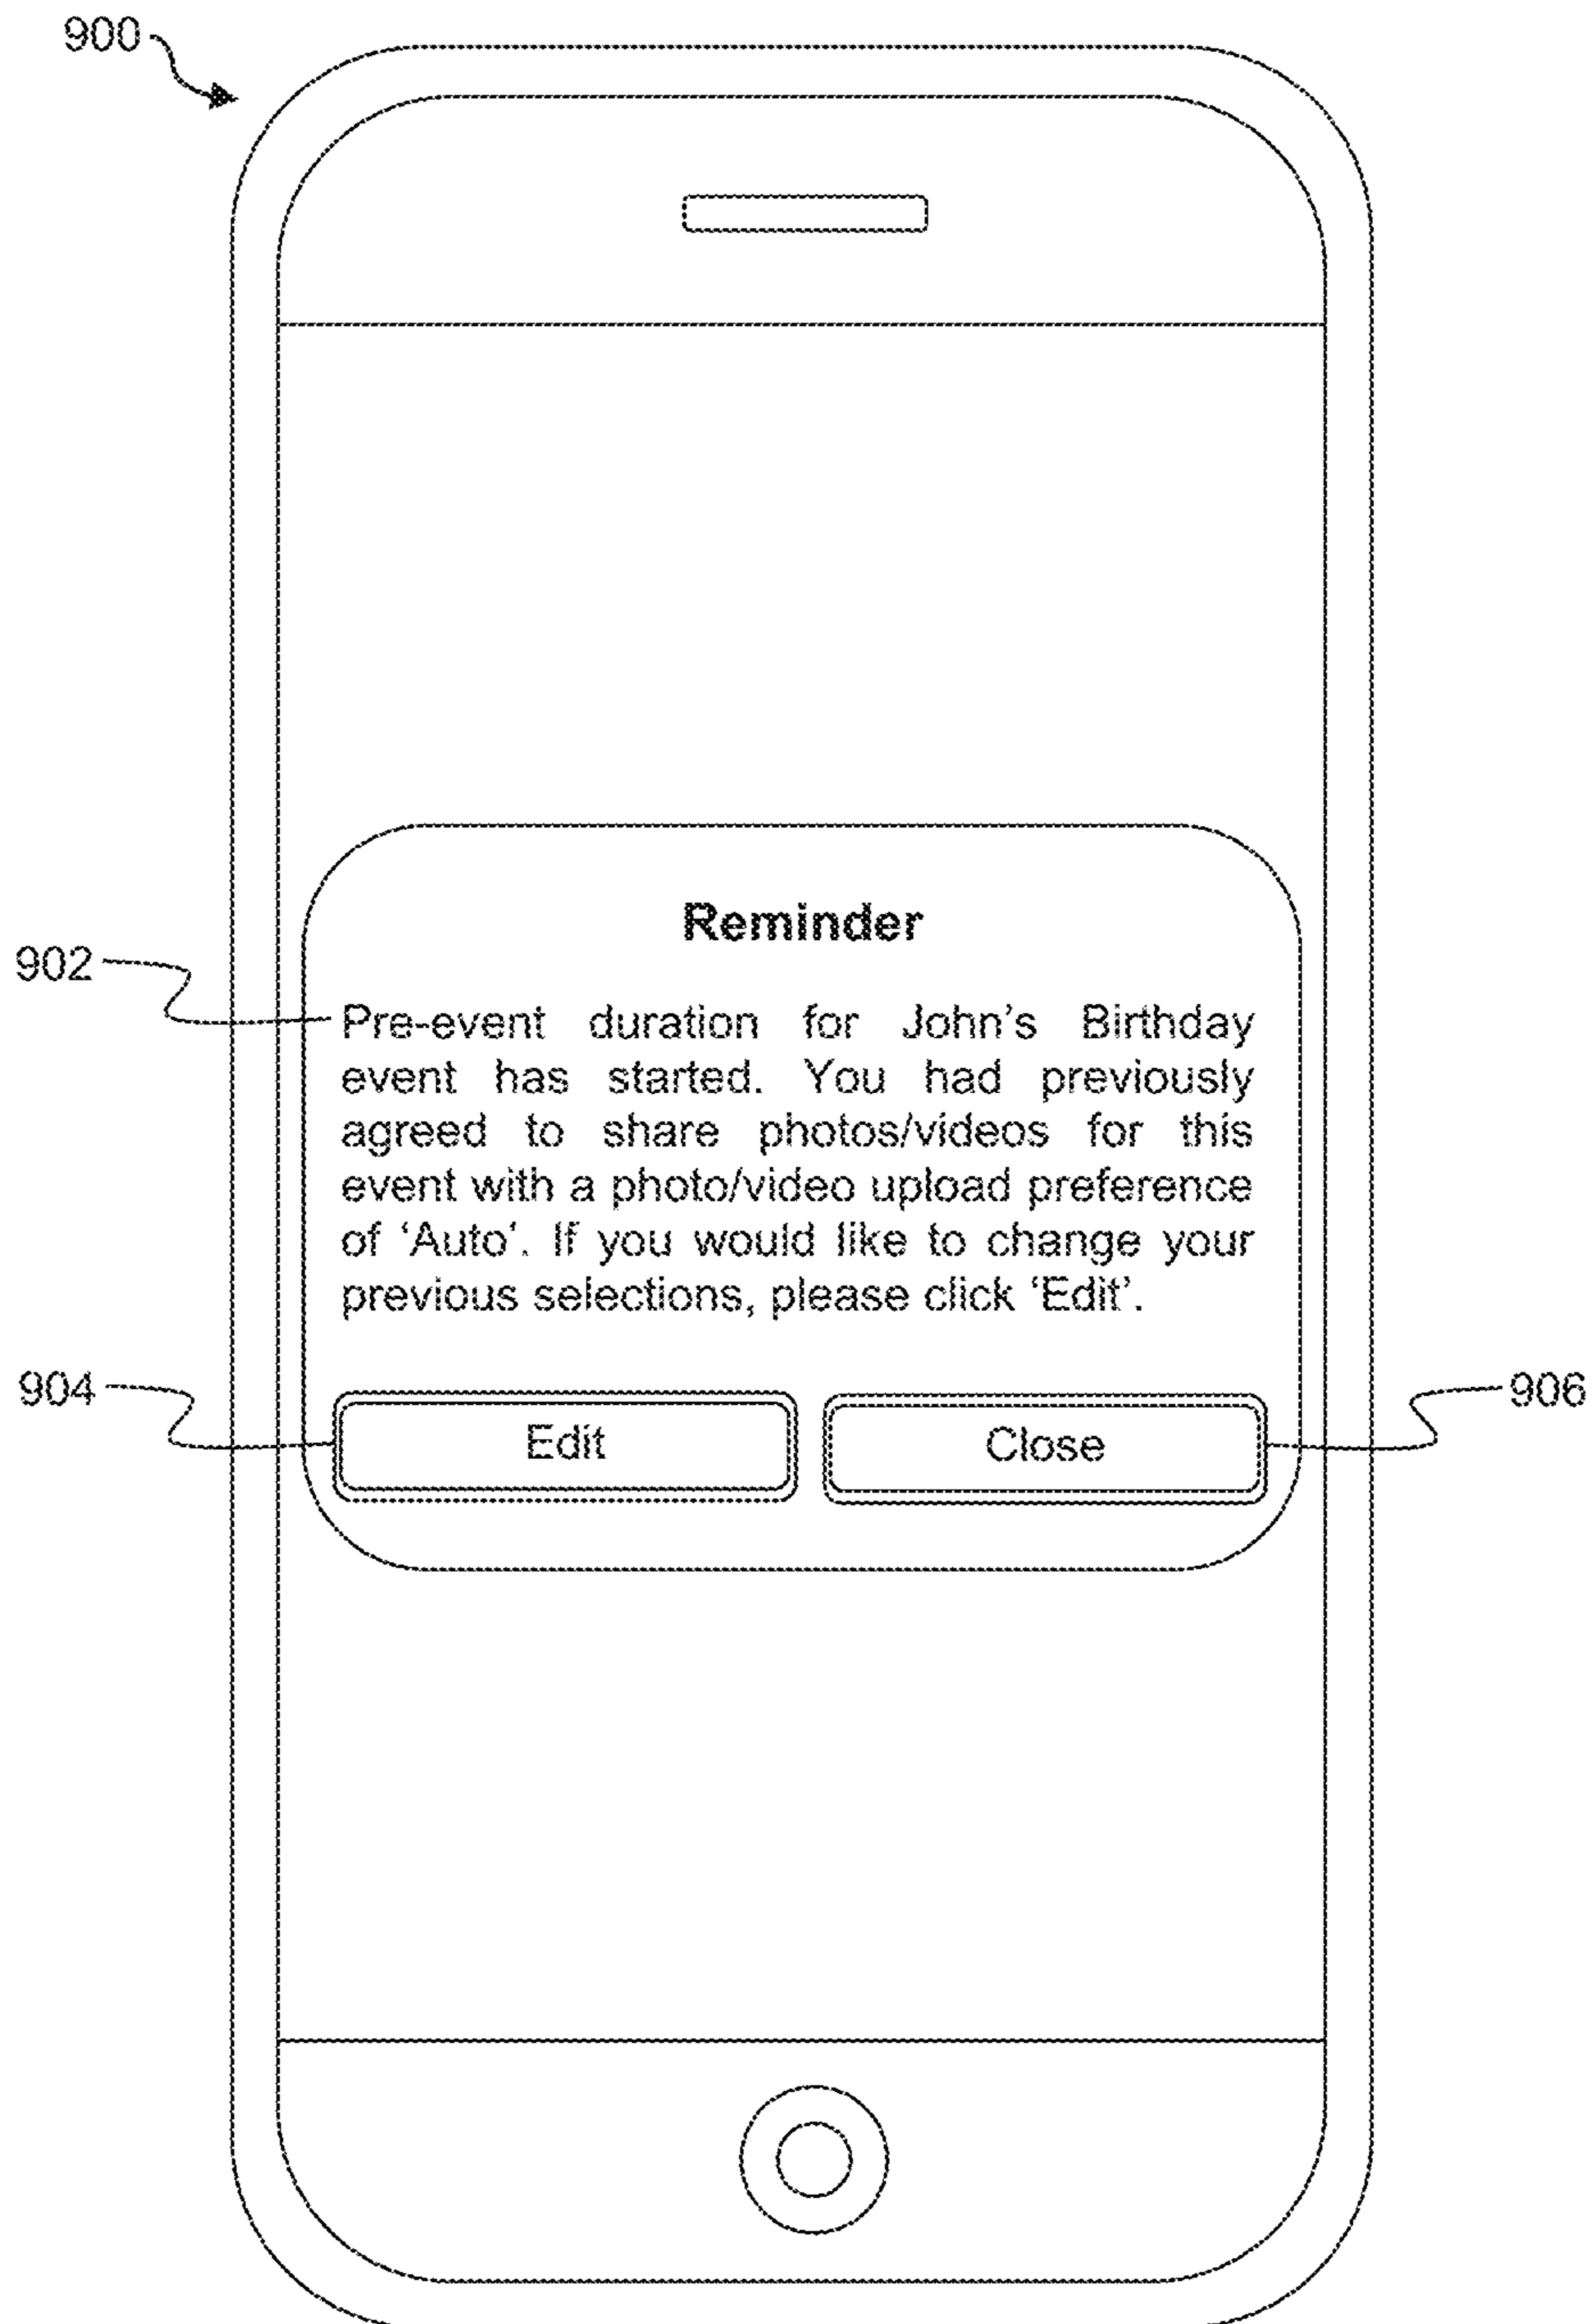 900
Reminder
902
Pre-event duration for John's Birthday
event has started. You had previously
agreed to share photos/videos for this
event with a photo/video upload preference
of ‘Auto’. If you would like to change your
previous selections, please click ‘Edit’.
904
Edit
Close
906